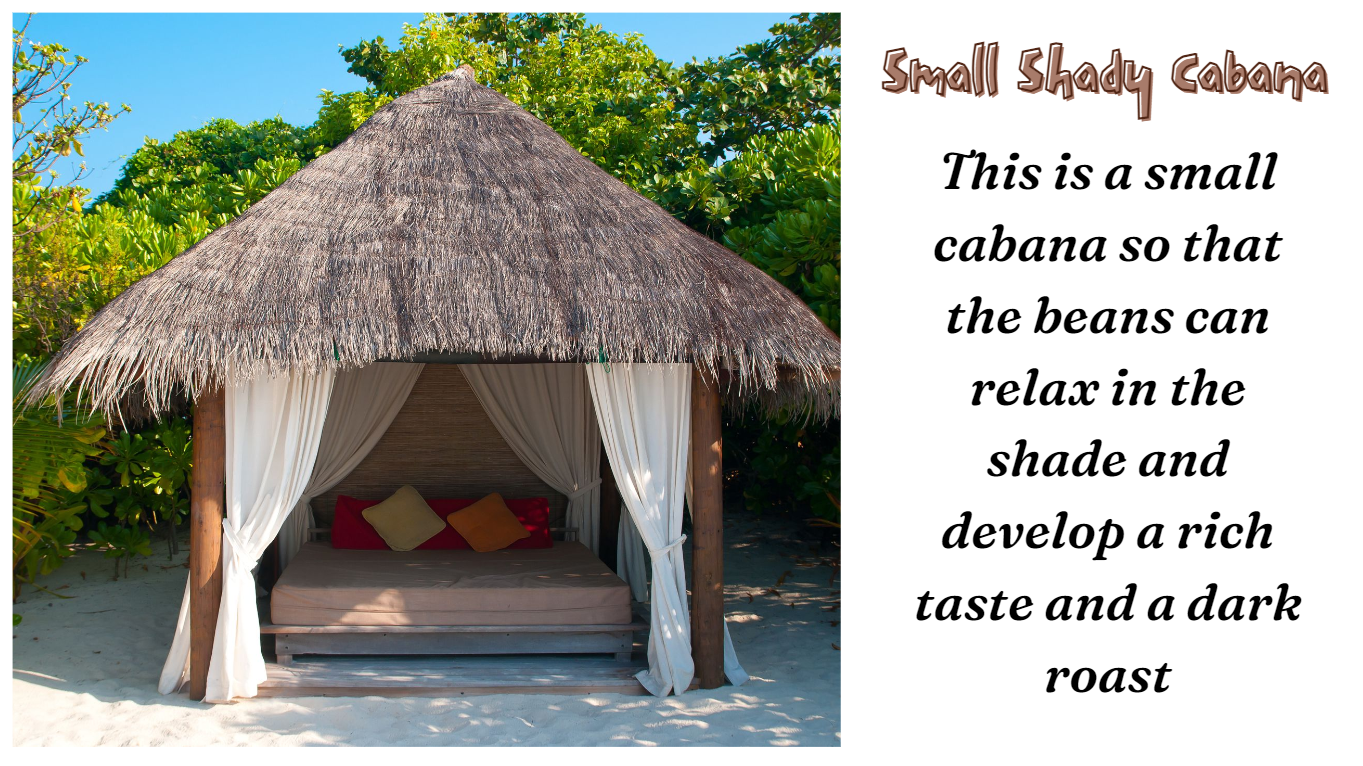 Small Shady Cabana
This is a small
cabana so that
the beans can
relax in the
shade and
develop a rich
taste and a dark
roast